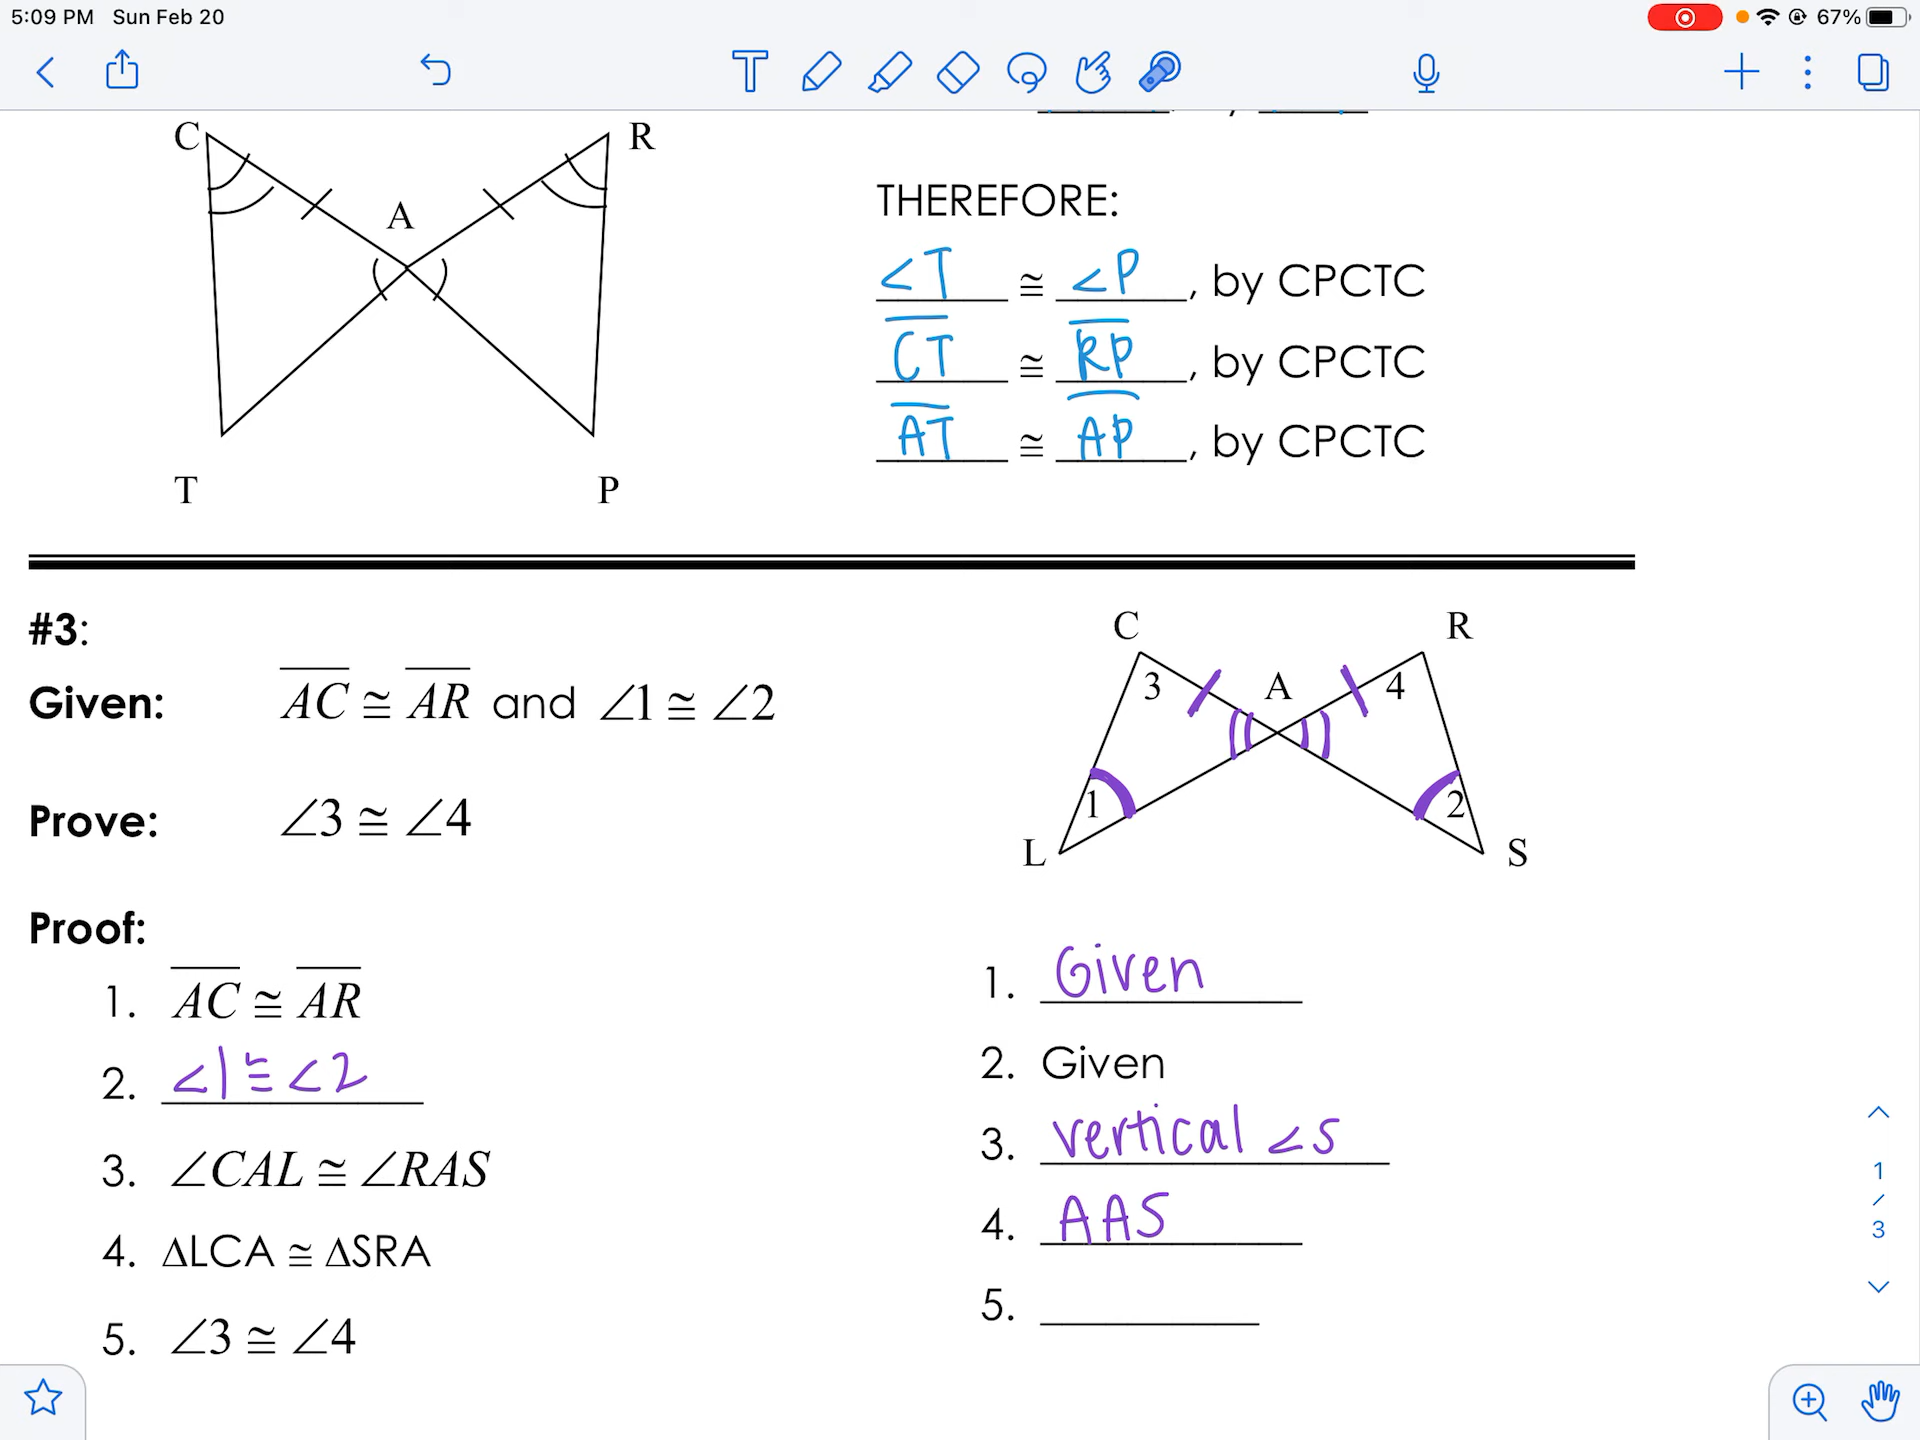 5:09 PM Sun Feb 20
67%
C
R
A
T
P
THEREFORE:
∠T ≅ ∠P, by CPCTC
CT ≅ RP, by CPCTC
AT ≅ AP, by CPCTC
#3:
Given: AC ≅ AR and ∠1 ≅ ∠2
Prove: ∠3 ≅ ∠4
C
R
3
A
4
1
2
L
S
Proof:
1. AC ≅ AR
1. Given
2. ∠1 ≅ ∠2
2. Given
3. ∠CAL ≅ ∠RAS
3. vertical ∠s
4. ΔLCA ≅ ΔSRA
4. AAS
5. ∠3 ≅ ∠4
5.
1
/
3